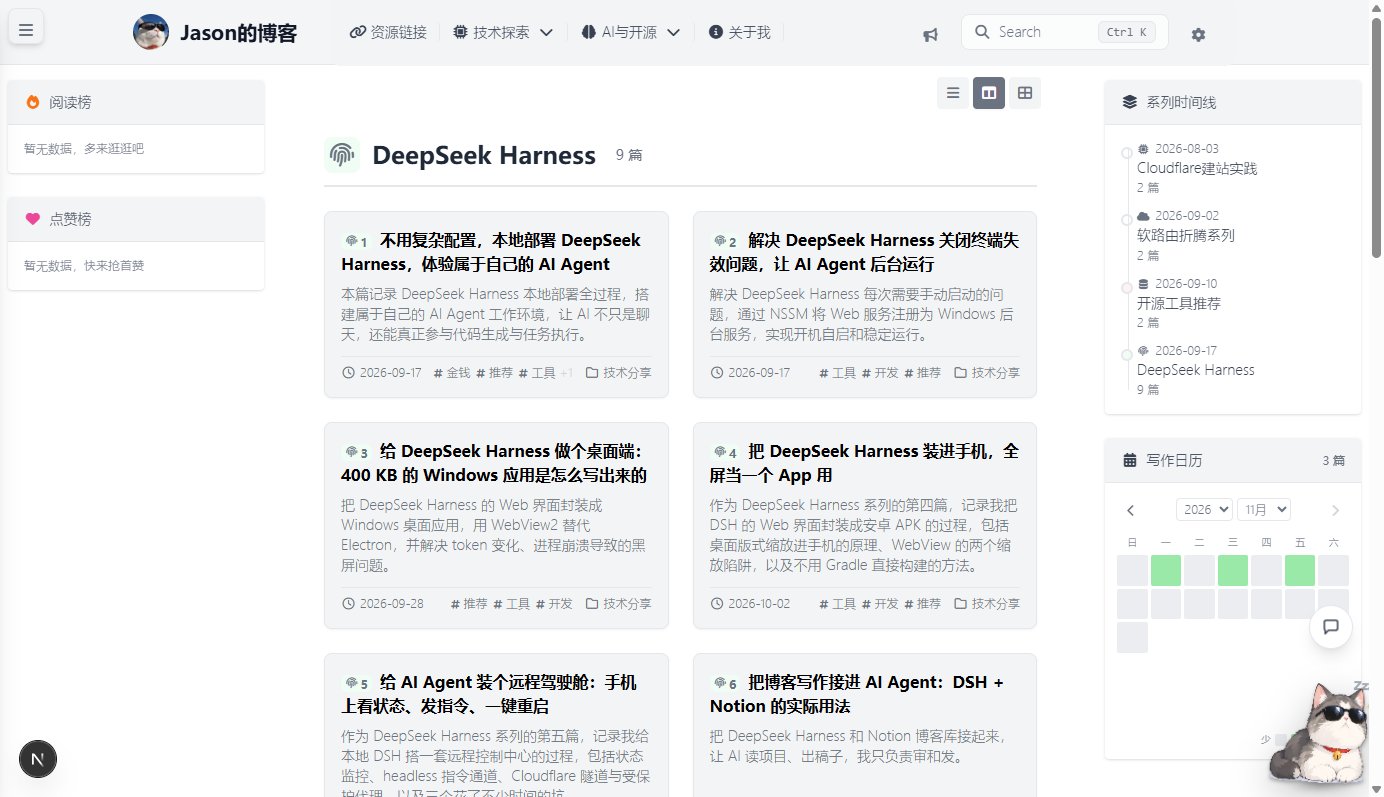 Jason的博客
资源链接
技术探索
AI与开源
关于我
Search
Ctrl K
阅读榜
暂无数据，多来逛逛吧
点赞榜
暂无数据，快来抢首赞
DeepSeek Harness 9 篇
1 不用复杂配置，本地部署 DeepSeek
Harness，体验属于自己的 AI Agent
本篇记录 DeepSeek Harness 本地部署全过程，搭
建属于自己的 AI Agent 工作环境，让 AI 不只是聊
天，还能真正参与代码生成与任务执行。
2026-09-17 # 金钱 # 推荐 # 工具 +1 技术分享
2 解决 DeepSeek Harness 关闭终端失
效问题，让 AI Agent 后台运行
解决 DeepSeek Harness 每次需要手动启动的问
题，通过 NSSM 将 Web 服务注册为 Windows 后
台服务，实现开机自启和稳定运行。
2026-09-17 # 工具 # 开发 # 推荐 技术分享
3 给 DeepSeek Harness 做个桌面端：
400 KB 的 Windows 应用是怎么写出来的
把 DeepSeek Harness 的 Web 界面封装成
Windows 桌面应用，用 WebView2 替代
Electron，并解决 token 变化、进程崩溃导致的黑
屏问题。
2026-09-28 # 推荐 # 工具 # 开发 技术分享
4 把 DeepSeek Harness 装进手机，全
屏当一个 App 用
作为 DeepSeek Harness 系列的第四篇，记录我把
DSH 的 Web 界面封装成安卓 APK 的过程，包括
桌面版式缩放进手机的原理、WebView 的两个缩
放陷阱，以及不用 Gradle 直接构建的方法。
2026-10-02 # 工具 # 开发 # 推荐 技术分享
5 给 AI Agent 装个远程驾驶舱：手机
上看状态、发指令、一键重启
作为 DeepSeek Harness 系列的第五篇，记录我给
本地 DSH 搭一套远程控制中心的过程，包括状态
监控、headless 指令通道、Cloudflare 隧道与受保
护代理，以及三个花了不少时间的坑。
6 把博客写作接进 AI Agent：DSH +
Notion 的实际用法
把 DeepSeek Harness 和 Notion 博客库接起来，
让 AI 读项目、出稿子，我只负责审和发。
系列时间线
2026-08-03
Cloudflare建站实践
2 篇
2026-09-02
软路由折腾系列
2 篇
2026-09-10
开源工具推荐
2 篇
2026-09-17
DeepSeek Harness
9 篇
写作日历 3 篇
2026 11月
日 一 二 三 四 五 六
少
Zz
N